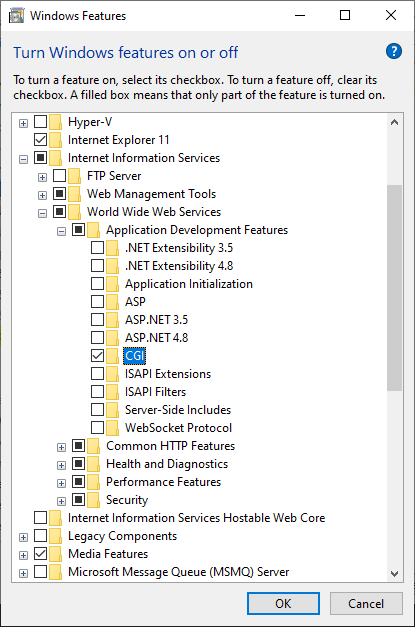 Windows Features
Turn Windows features on or off
?
To turn a feature on, select its checkbox. To turn a feature off, clear its
checkbox. A filled box means that only part of the feature is turned on.
Hyper-V
Internet Explorer 11
Internet Information Services
FTP Server
Web Management Tools
World Wide Web Services
Application Development Features
.NET Extensibility 3.5
.NET Extensibility 4.8
Application Initialization
ASP
ASP.NET 3.5
ASP.NET 4.8
CGI
ISAPI Extensions
ISAPI Filters
Server-Side Includes
WebSocket Protocol
Common HTTP Features
Health and Diagnostics
Performance Features
Security
Internet Information Services Hostable Web Core
Legacy Components
Media Features
Microsoft Message Queue (MSMQ) Server
OK Cancel